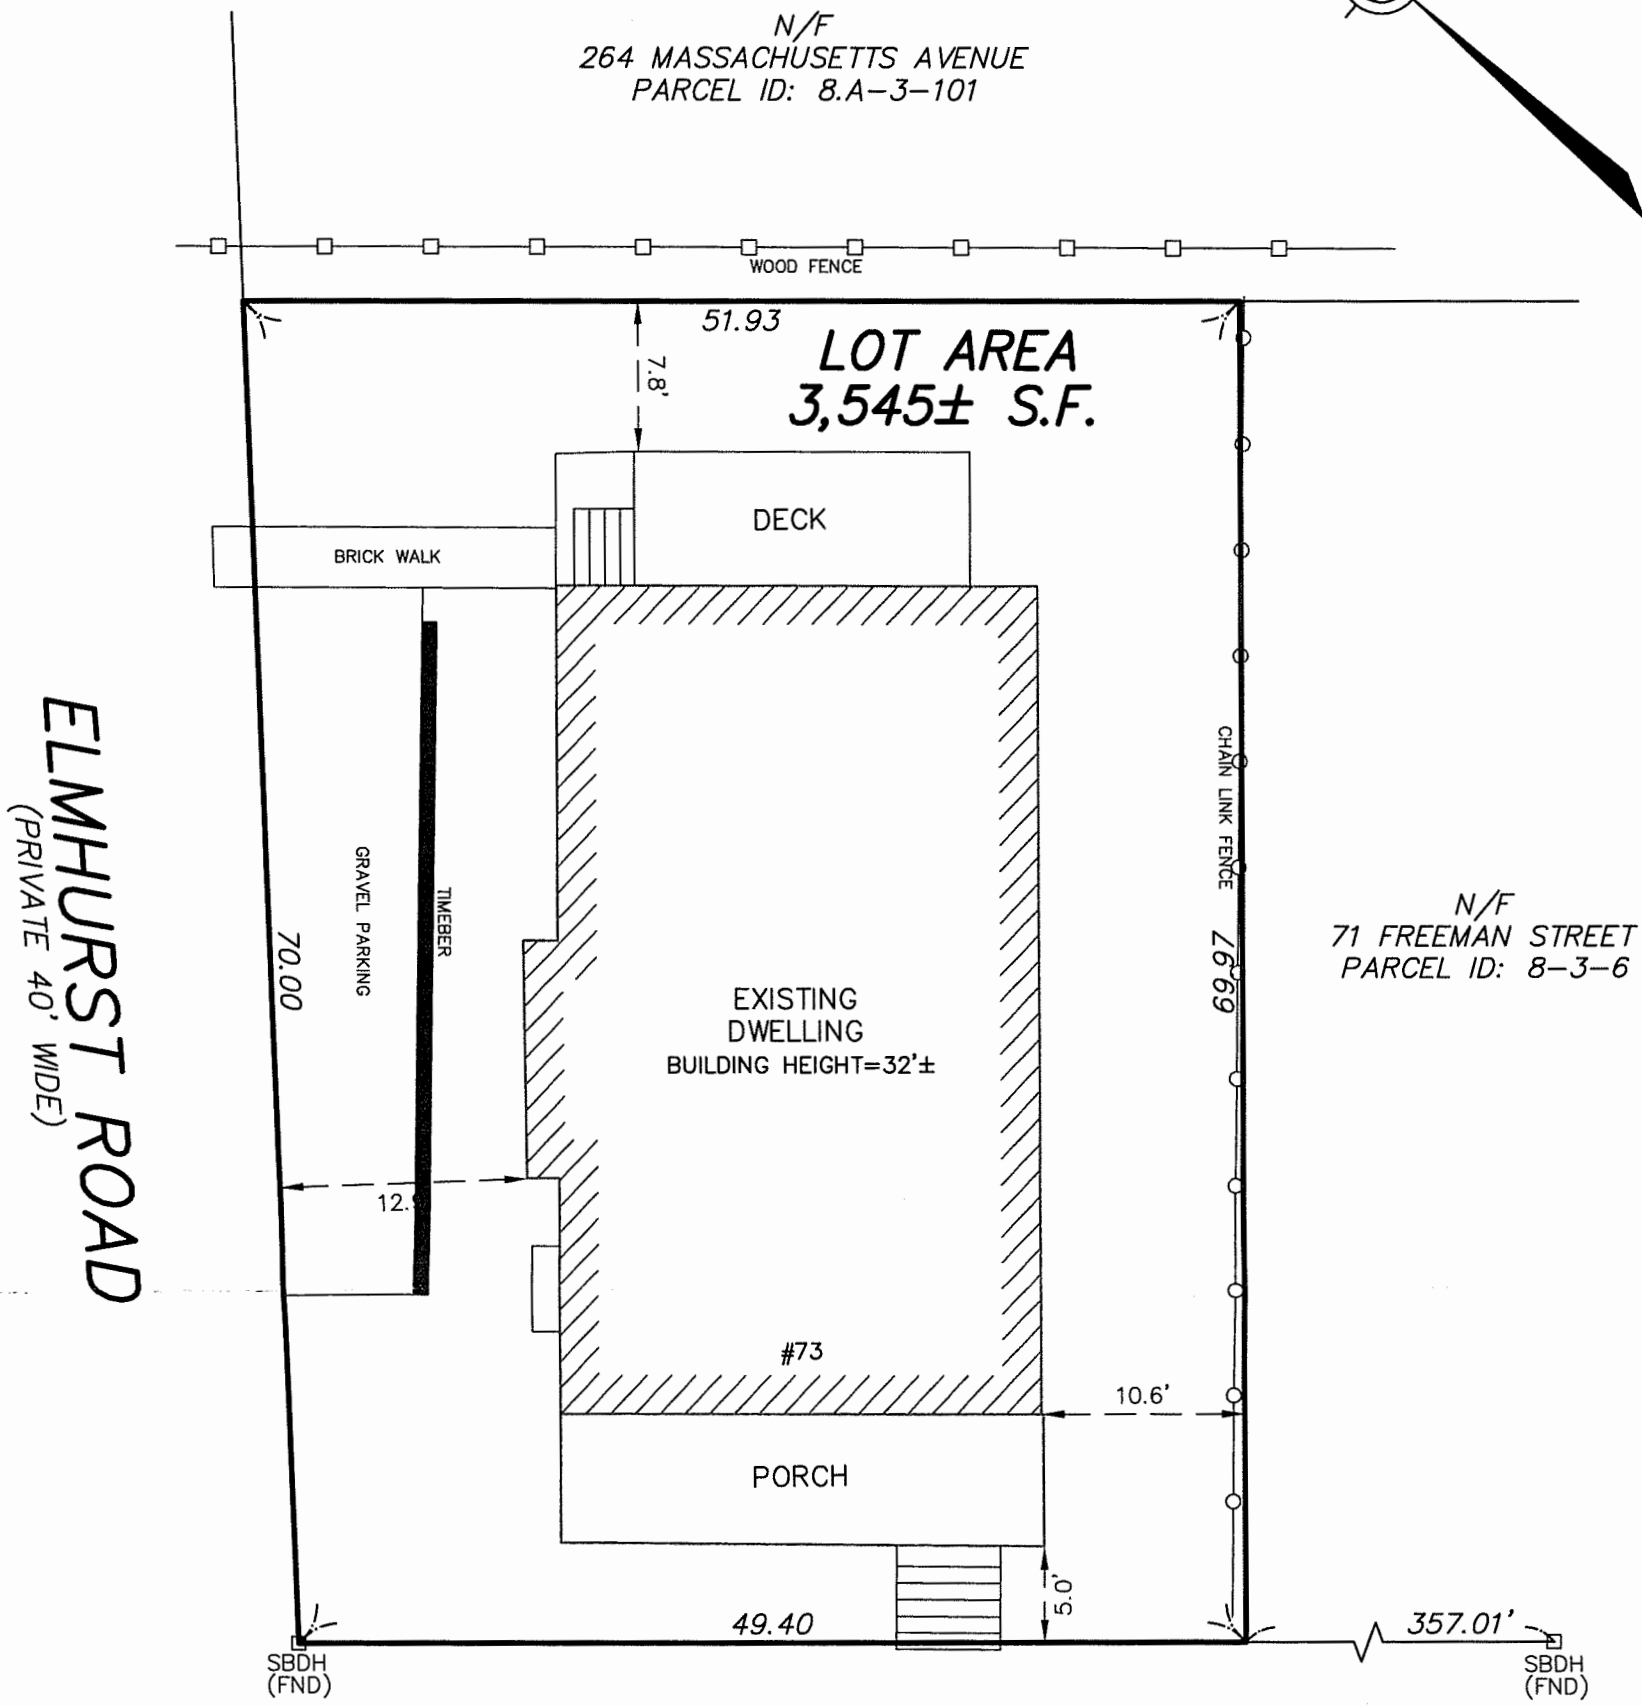 N/F
264 MASSACHUSETTS AVENUE
PARCEL ID: 8.A-3-101
WOOD FENCE
51.93
7.8'
LOT AREA
3,545± S.F.
DECK
BRICK WALK
ELMHURST ROAD
(PRIVATE 40' WIDE)
70.00
GRAVEL PARKING
TIMEBER
CHAIN LINK FENCE
69.97
N/F
71 FREEMAN STREET
PARCEL ID: 8-3-6
EXISTING
DWELLING
BUILDING HEIGHT=32'±
#73
10.6'
PORCH
5.0'
49.40
357.01'
SBDH
(FND)
SBDH
(FND)